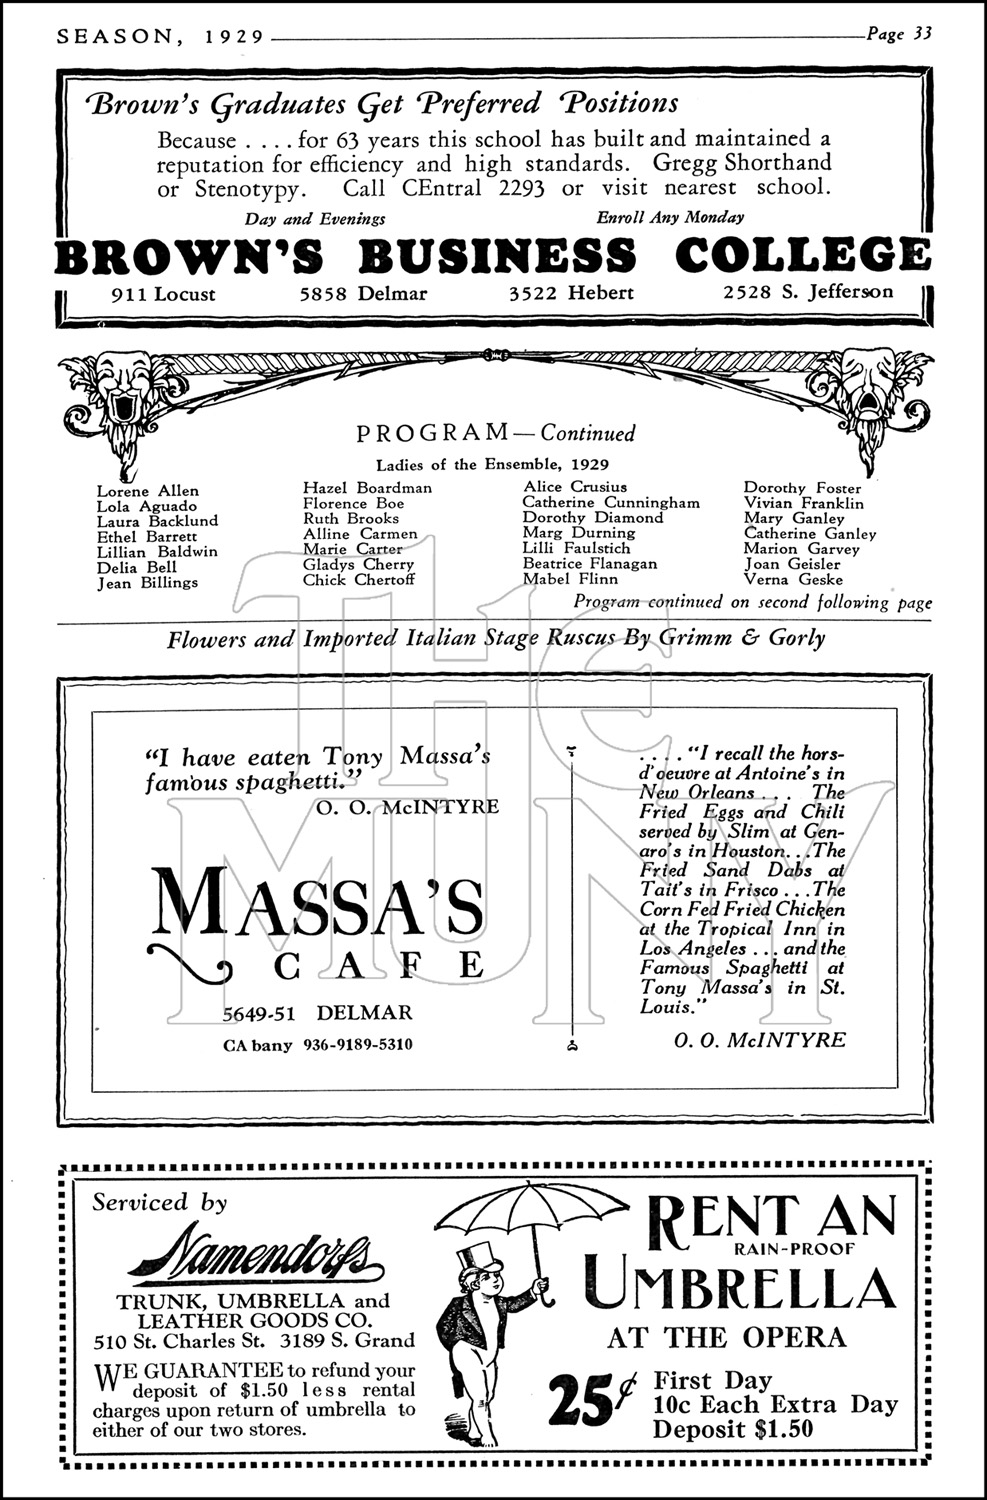 SEASON, 1929
Page 33
Brown's Graduates Get Preferred Positions
Because . . . . for 63 years this school has built and maintained a
reputation for efficiency and high standards. Gregg Shorthand
or Stenotypy. Call CEntral 2293 or visit nearest school.
Day and Evenings Enroll Any Monday
BROWN'S BUSINESS COLLEGE
911 Locust 5858 Delmar 3522 Hebert 2528 S. Jefferson
PROGRAM—Continued
Ladies of the Ensemble, 1929
Lorene Allen
Lola Aguado
Laura Backlund
Ethel Barrett
Lillian Baldwin
Delia Bell
Jean Billings
Hazel Boardman
Florence Boe
Ruth Brooks
Alline Carmen
Marie Carter
Gladys Cherry
Chick Chertoff
Alice Crusius
Catherine Cunningham
Dorothy Diamond
Marg Durning
Lilli Faulstich
Beatrice Flanagan
Mabel Flinn
Dorothy Foster
Vivian Franklin
Mary Ganley
Catherine Ganley
Marion Garvey
Joan Geisler
Verna Geske
Program continued on second following page
Flowers and Imported Italian Stage Ruscus By Grimm & Gorly
THE
MUNY
"I have eaten Tony Massa's
famous spaghetti."
O. O. McINTYRE
MASSA'S
CAFE
5649-51 DELMAR
CAbany 936-9189-5310
. . . . "I recall the hors-
d'oeuvre at Antoine's in
New Orleans . . . The
Fried Eggs and Chili
served by Slim at Gen-
aro's in Houston. . .The
Fried Sand Dabs at
Tait's in Frisco . . .The
Corn Fed Fried Chicken
at the Tropical Inn in
Los Angeles . . . and the
Famous Spaghetti at
Tony Massa's in St.
Louis."
O. O. McINTYRE
Serviced by
Namendorfs
TRUNK, UMBRELLA and
LEATHER GOODS CO.
510 St. Charles St. 3189 S. Grand
WE GUARANTEE to refund your
deposit of $1.50 less rental
charges upon return of umbrella to
either of our two stores.
RENT AN
RAIN-PROOF
UMBRELLA
AT THE OPERA
25¢ First Day
10c Each Extra Day
Deposit $1.50